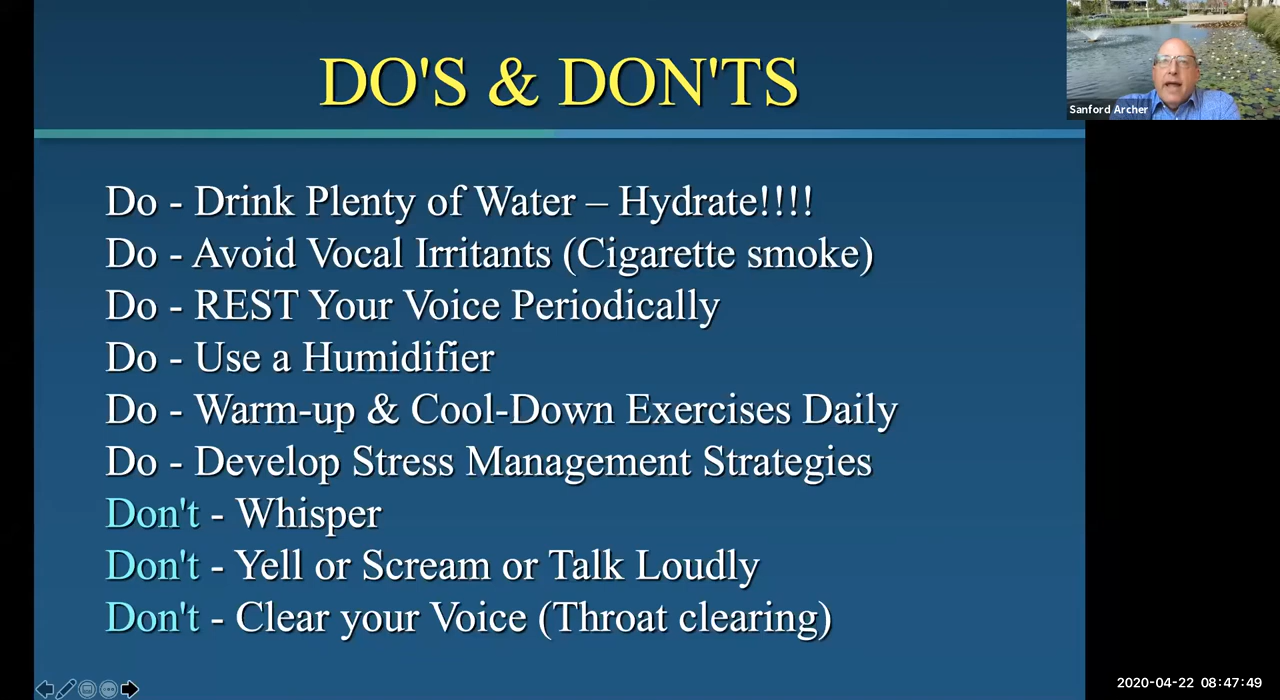 DO'S & DON'TS
Sanford Archer
Do - Drink Plenty of Water – Hydrate!!!!
Do - Avoid Vocal Irritants (Cigarette smoke)
Do - REST Your Voice Periodically
Do - Use a Humidifier
Do - Warm-up & Cool-Down Exercises Daily
Do - Develop Stress Management Strategies
Don't - Whisper
Don't - Yell or Scream or Talk Loudly
Don't - Clear your Voice (Throat clearing)
2020-04-22 08:47:49